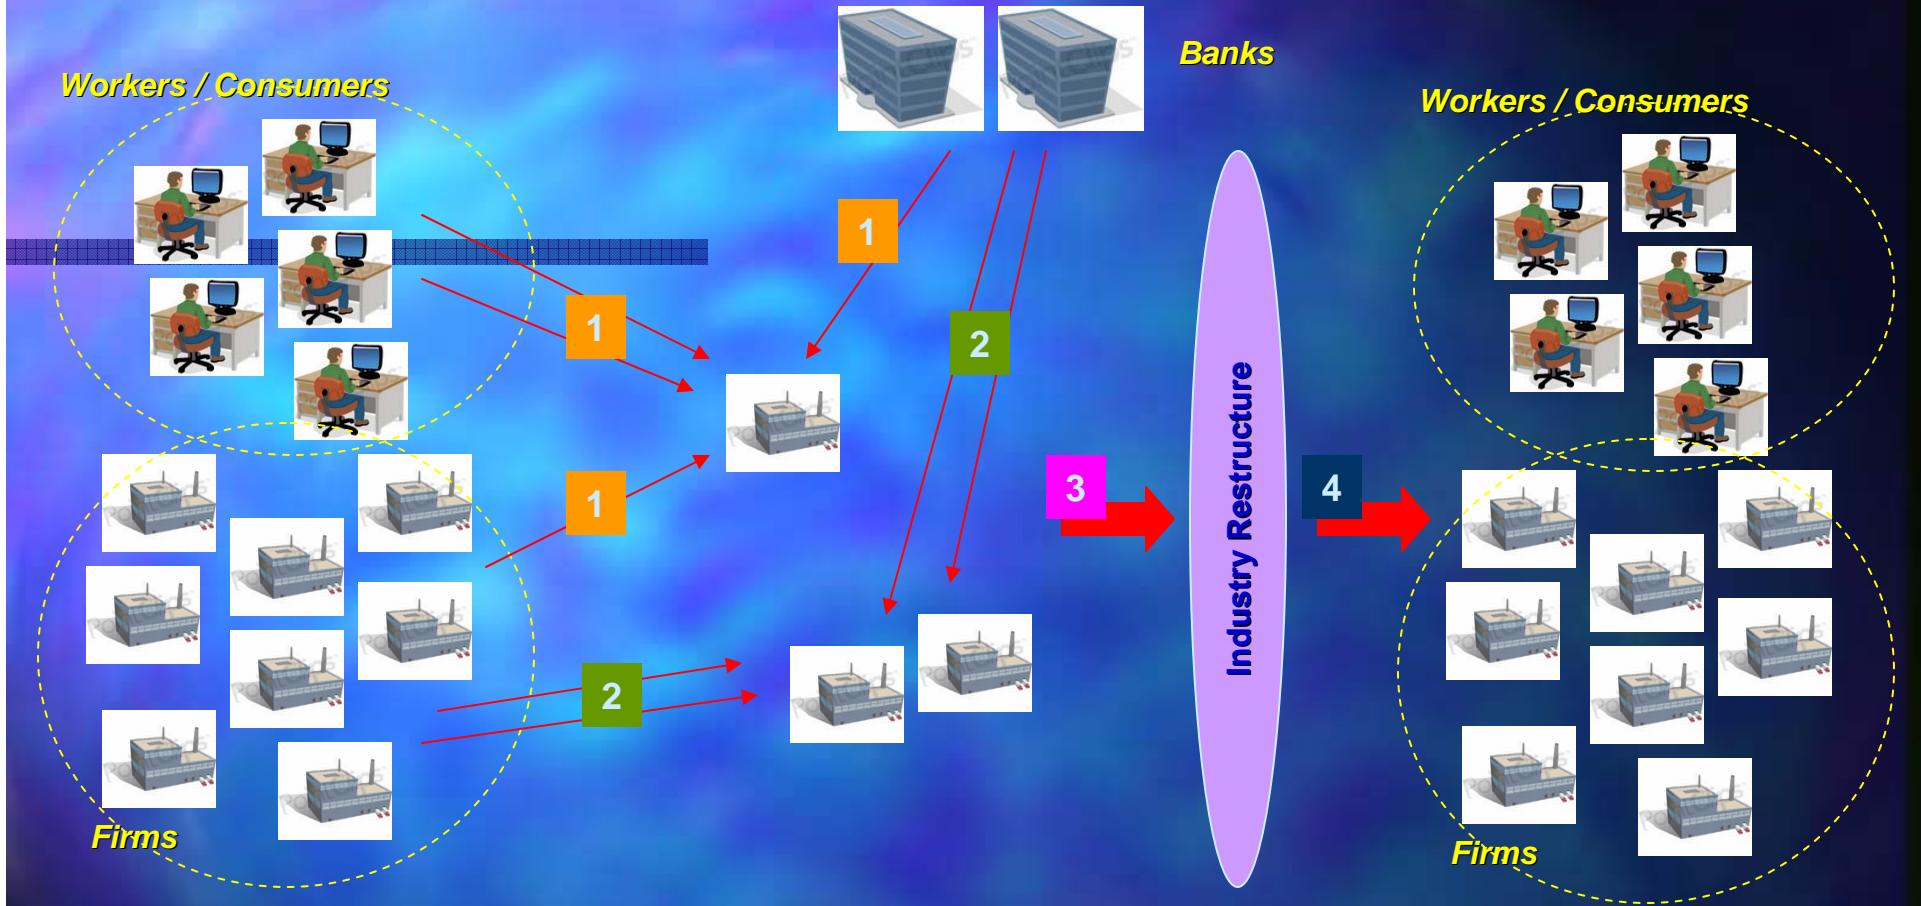 Banks
Workers / Consumers
Workers / Consumers
1
1
2
1
3
4
Industry Restructure
2
Firms
Firms